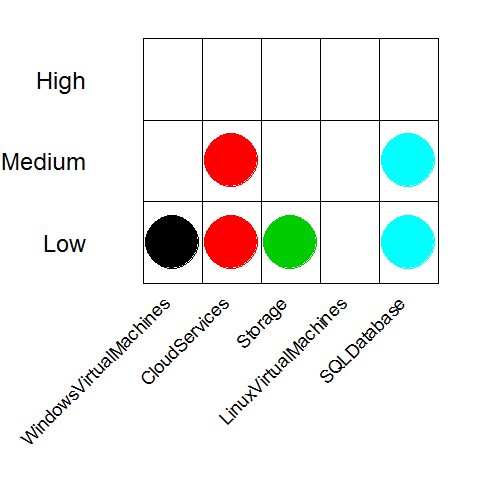 High
Medium
Low
WindowsVirtualMachines
CloudServices
Storage
LinuxVirtualMachines
SQLDatabase